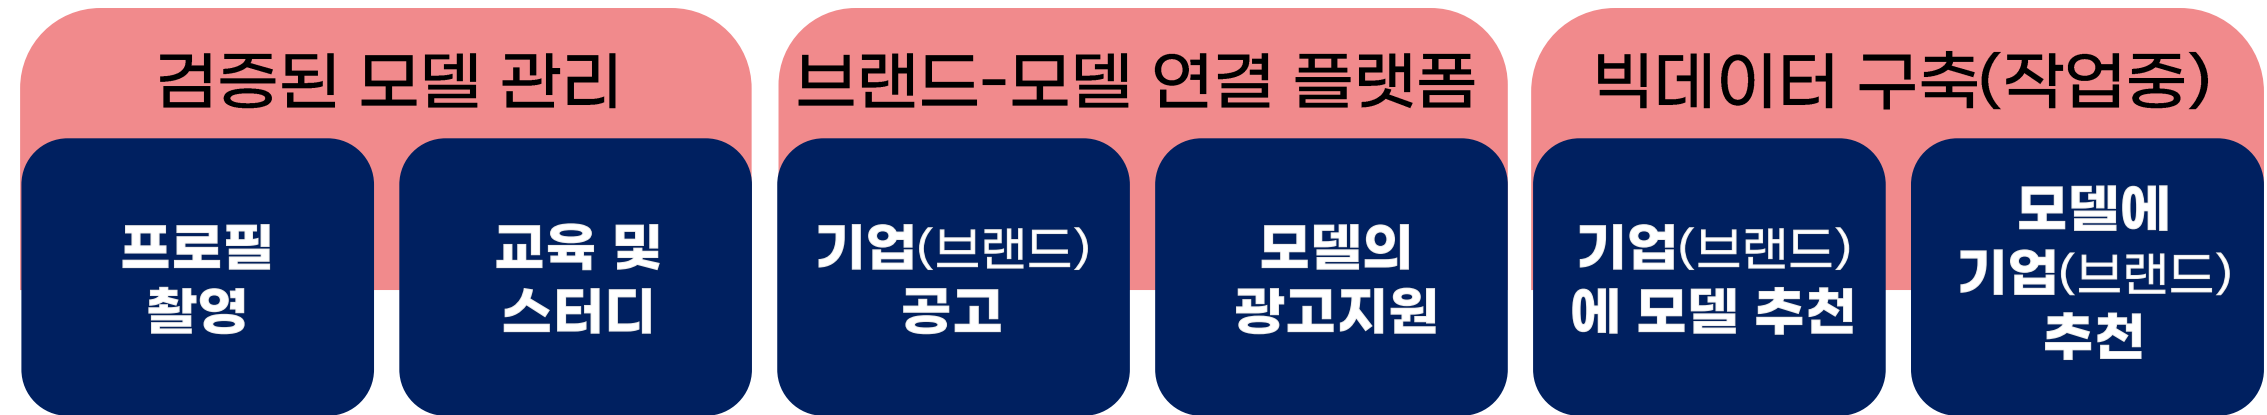 검증된 모델 관리
프로필
촬영
교육 및
스터디
브랜드-모델 연결 플랫폼
기업(브랜드)
공고
모델의
광고지원
빅데이터 구축(작업중)
기업(브랜드)
에 모델 추천
모델에
기업(브랜드)
추천